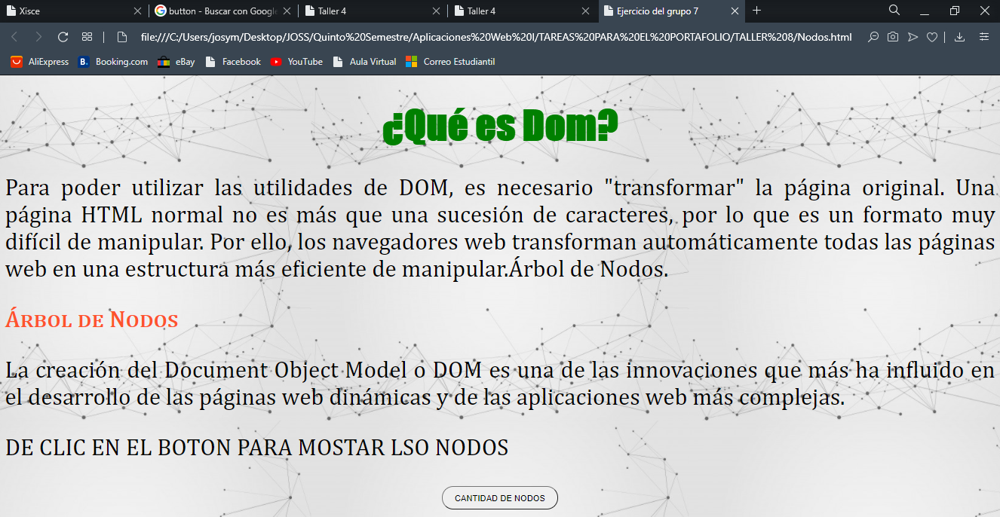 Xisce
button - Buscar con Google
Taller 4
Taller 4
Ejercicio del grupo 7
file:///C:/Users/josym/Desktop/JOSS/Quinto%20Semestre/Aplicaciones%20Web%20I/TAREAS%20PARA%20EL%20PORTAFOLIO/TALLER%208/Nodos.html
AliExpress
B. Booking.com
eBay
Facebook
YouTube
Aula Virtual
Correo Estudiantil
¿Qué es Dom?
Para poder utilizar las utilidades de DOM, es necesario "transformar" la página original. Una
página HTML normal no es más que una sucesión de caracteres, por lo que es un formato muy
difícil de manipular. Por ello, los navegadores web transforman automáticamente todas las páginas
web en una estructura más eficiente de manipular.Árbol de Nodos.
Árbol de Nodos
La creación del Document Object Model o DOM es una de las innovaciones que más ha influido en
el desarrollo de las páginas web dinámicas y de las aplicaciones web más complejas.
DE CLIC EN EL BOTON PARA MOSTAR LSO NODOS
CANTIDAD DE NODOS